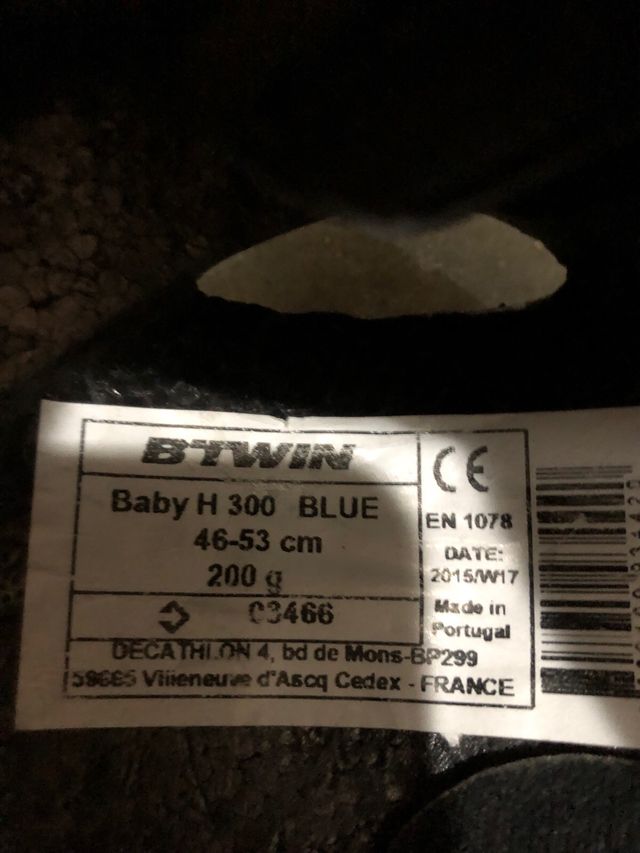 B'TWIN
Baby H 300 BLUE
46-53 cm
200 g
03466
DECATHLON 4, bd de Mons-BP299
59665 Villeneuve d'Ascq Cedex - FRANCE
CE
EN 1078
DATE:
2015/W17
Made in
Portugal